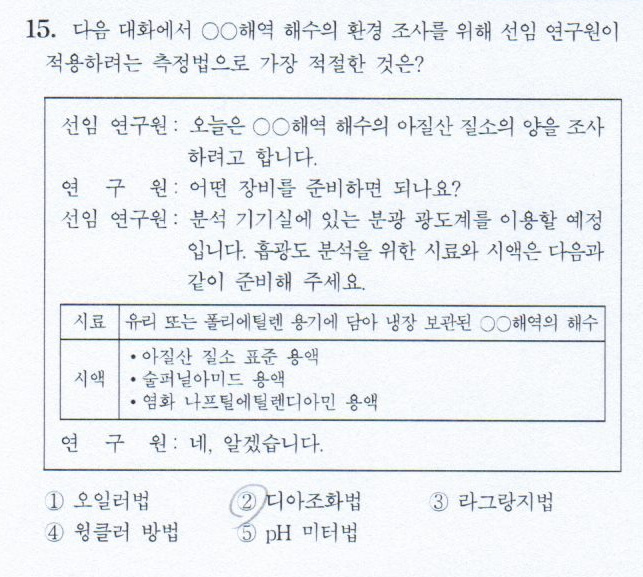 15. 다음 대화에서 ○○해역 해수의 환경 조사를 위해 선임 연구원이
적용하려는 측정법으로 가장 적절한 것은?
선임 연구원: 오늘은 ○○해역 해수의 아질산 질소의 양을 조사
하려고 합니다.
연 구 원: 어떤 장비를 준비하면 되나요?
선임 연구원: 분석 기기실에 있는 분광 광도계를 이용할 예정
입니다. 흡광도 분석을 위한 시료와 시액은 다음과
같이 준비해 주세요.
시료 유리 또는 폴리에틸렌 용기에 담아 냉장 보관된 ○○해역의 해수
시액
• 아질산 질소 표준 용액
• 술퍼닐아미드 용액
• 염화 나프틸에틸렌디아민 용액
연 구 원: 네, 알겠습니다.
① 오일러법 ② 디아조화법 ③ 라그랑지법
④ 윙클러 방법 ⑤ pH 미터법